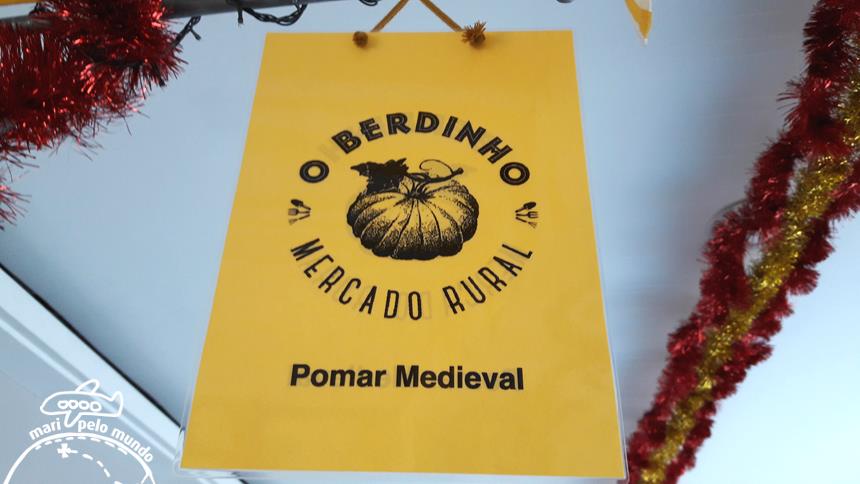 O BERDINHO
MERCADO RURAL
Pomar Medieval
mari pelo mundo